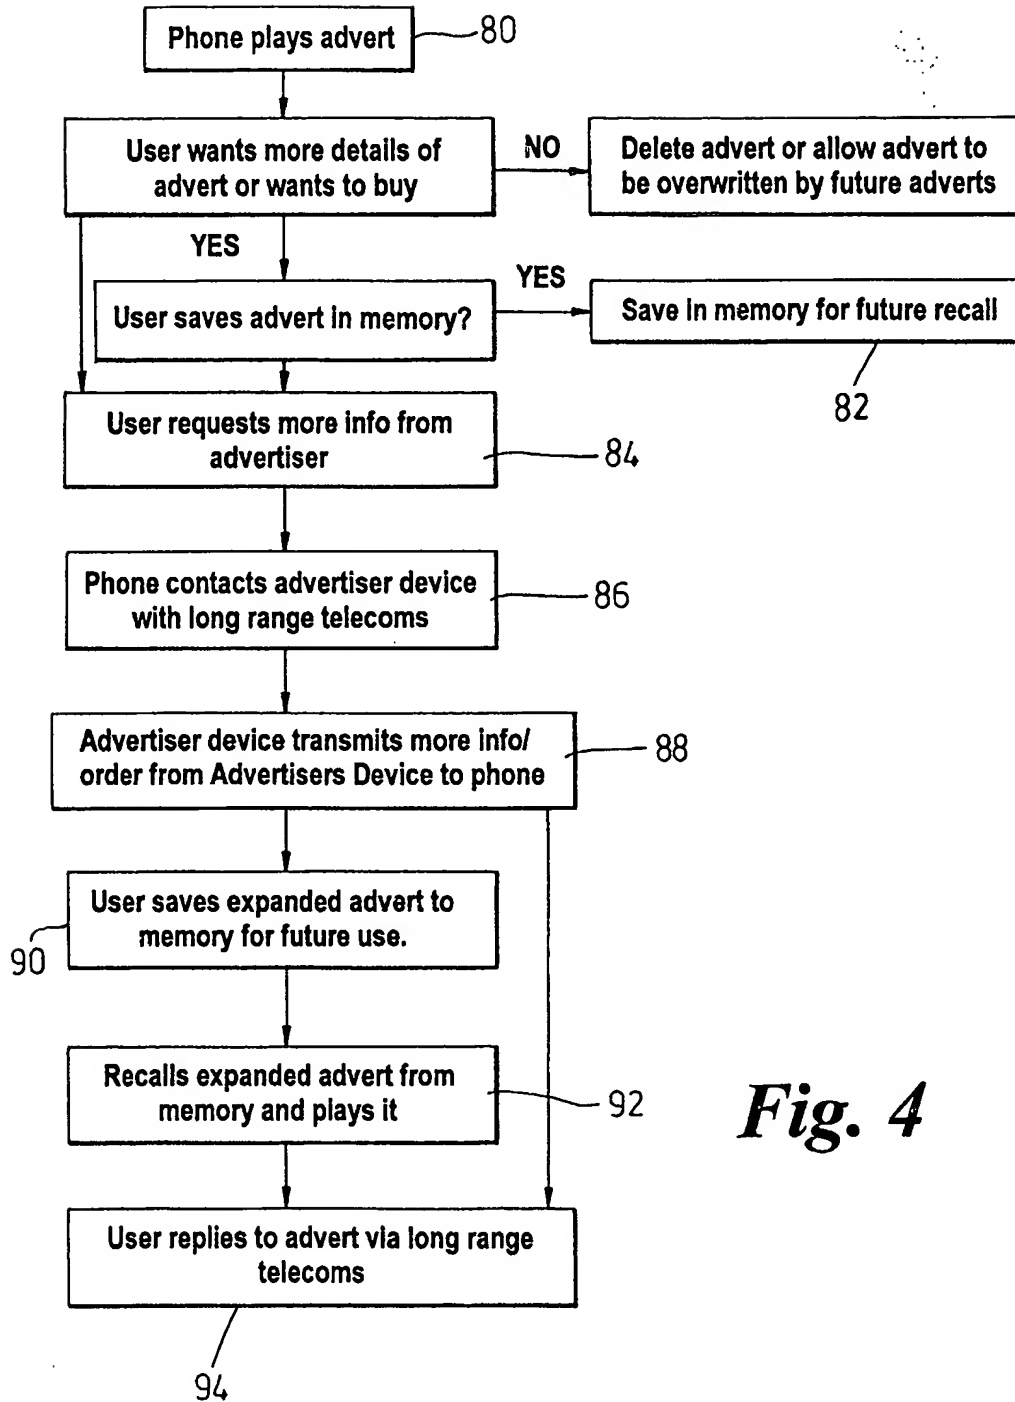 Phone plays advert
80
User wants more details of
advert or wants to buy
NO
Delete advert or allow advert to
be overwritten by future adverts
YES
User saves advert in memory?
YES
Save in memory for future recall
82
User requests more info from
advertiser
84
Phone contacts advertiser device
with long range telecoms
86
Advertiser device transmits more info/
order from Advertisers Device to phone
88
User saves expanded advert to
memory for future use.
90
Recalls expanded advert from
memory and plays it
92
Fig. 4
User replies to advert via long range
telecoms
94